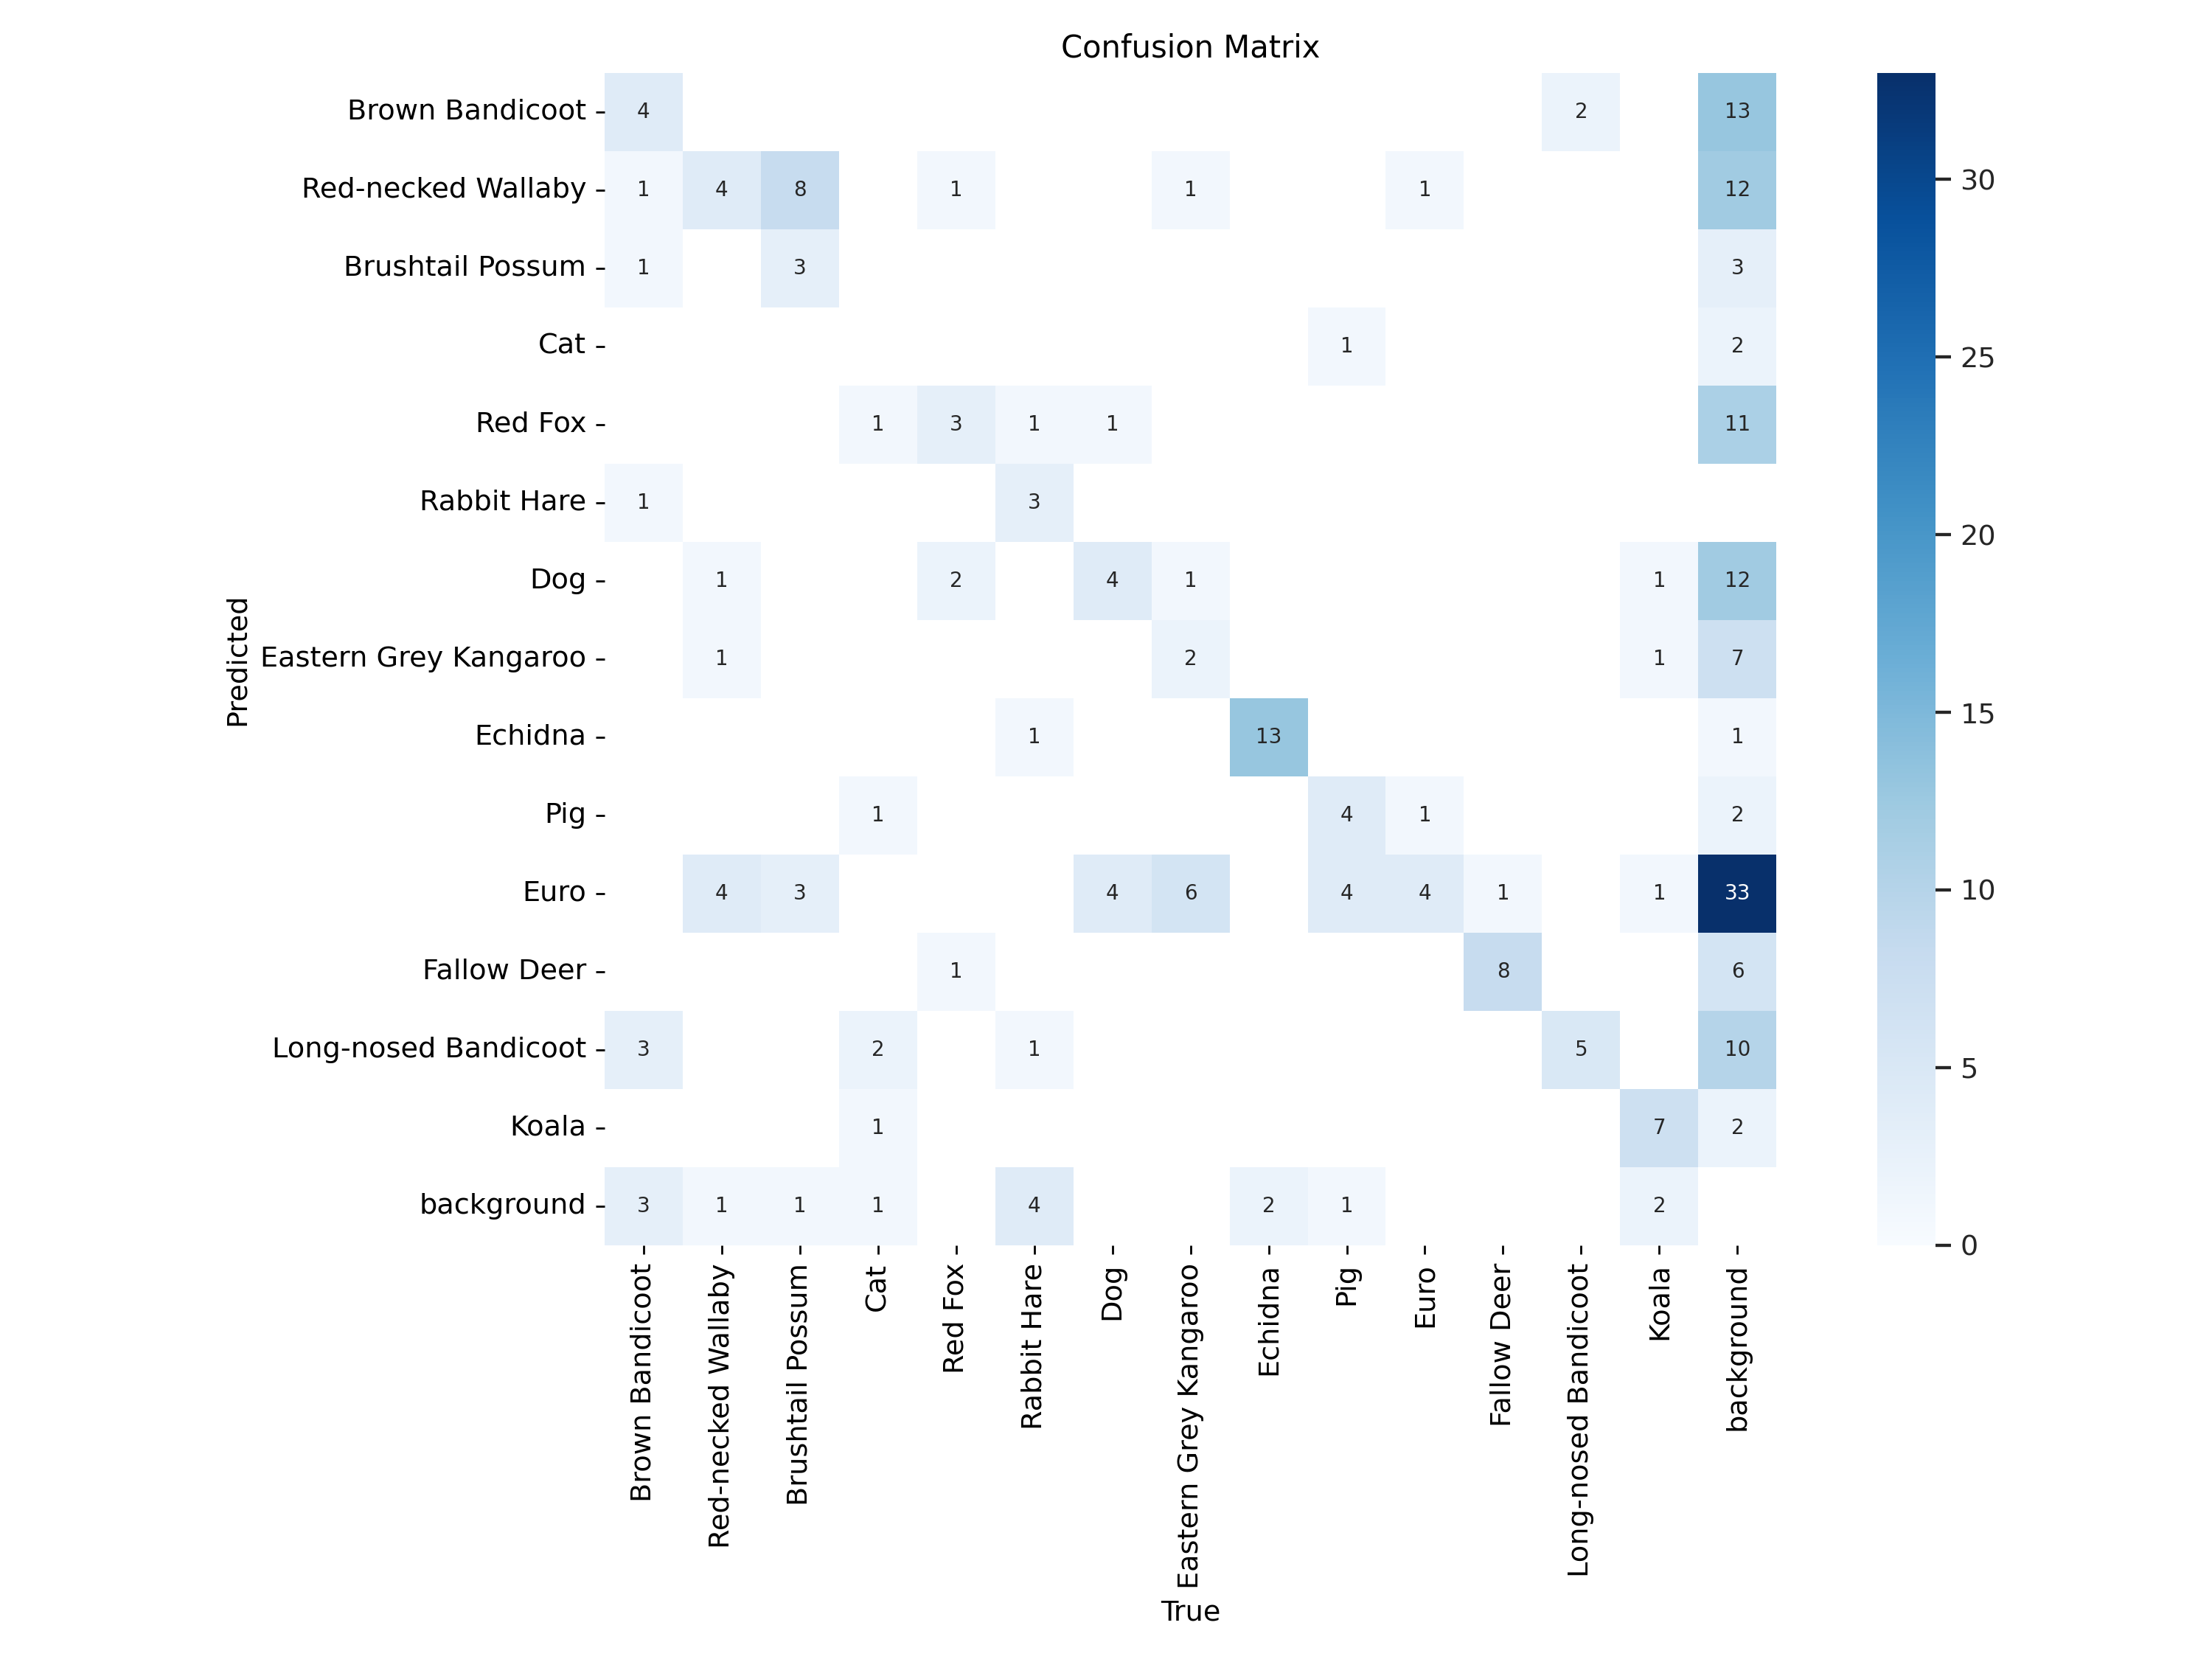 Confusion Matrix
Brown Bandicoot 4 2 13
Red-necked Wallaby 1 4 8 1 1 1 12
Brushtail Possum 1 3 3
Cat 1 2
Red Fox 1 3 1 1 11
Rabbit Hare 1 3
Dog 1 2 4 1 1 12
Eastern Grey Kangaroo 1 2 1 7
Echidna 1 13 1
Pig 1 4 1 2
Euro 4 3 4 6 4 4 1 1 33
Fallow Deer 1 8 6
Long-nosed Bandicoot 3 2 1 5 10
Koala 1 7 2
background 3 1 1 1 4 2 1 2
Predicted
Brown Bandicoot
Red-necked Wallaby
Brushtail Possum
Cat
Red Fox
Rabbit Hare
Dog
Eastern Grey Kangaroo
Echidna
Pig
Euro
Fallow Deer
Long-nosed Bandicoot
Koala
background
True
30
25
20
15
10
5
0